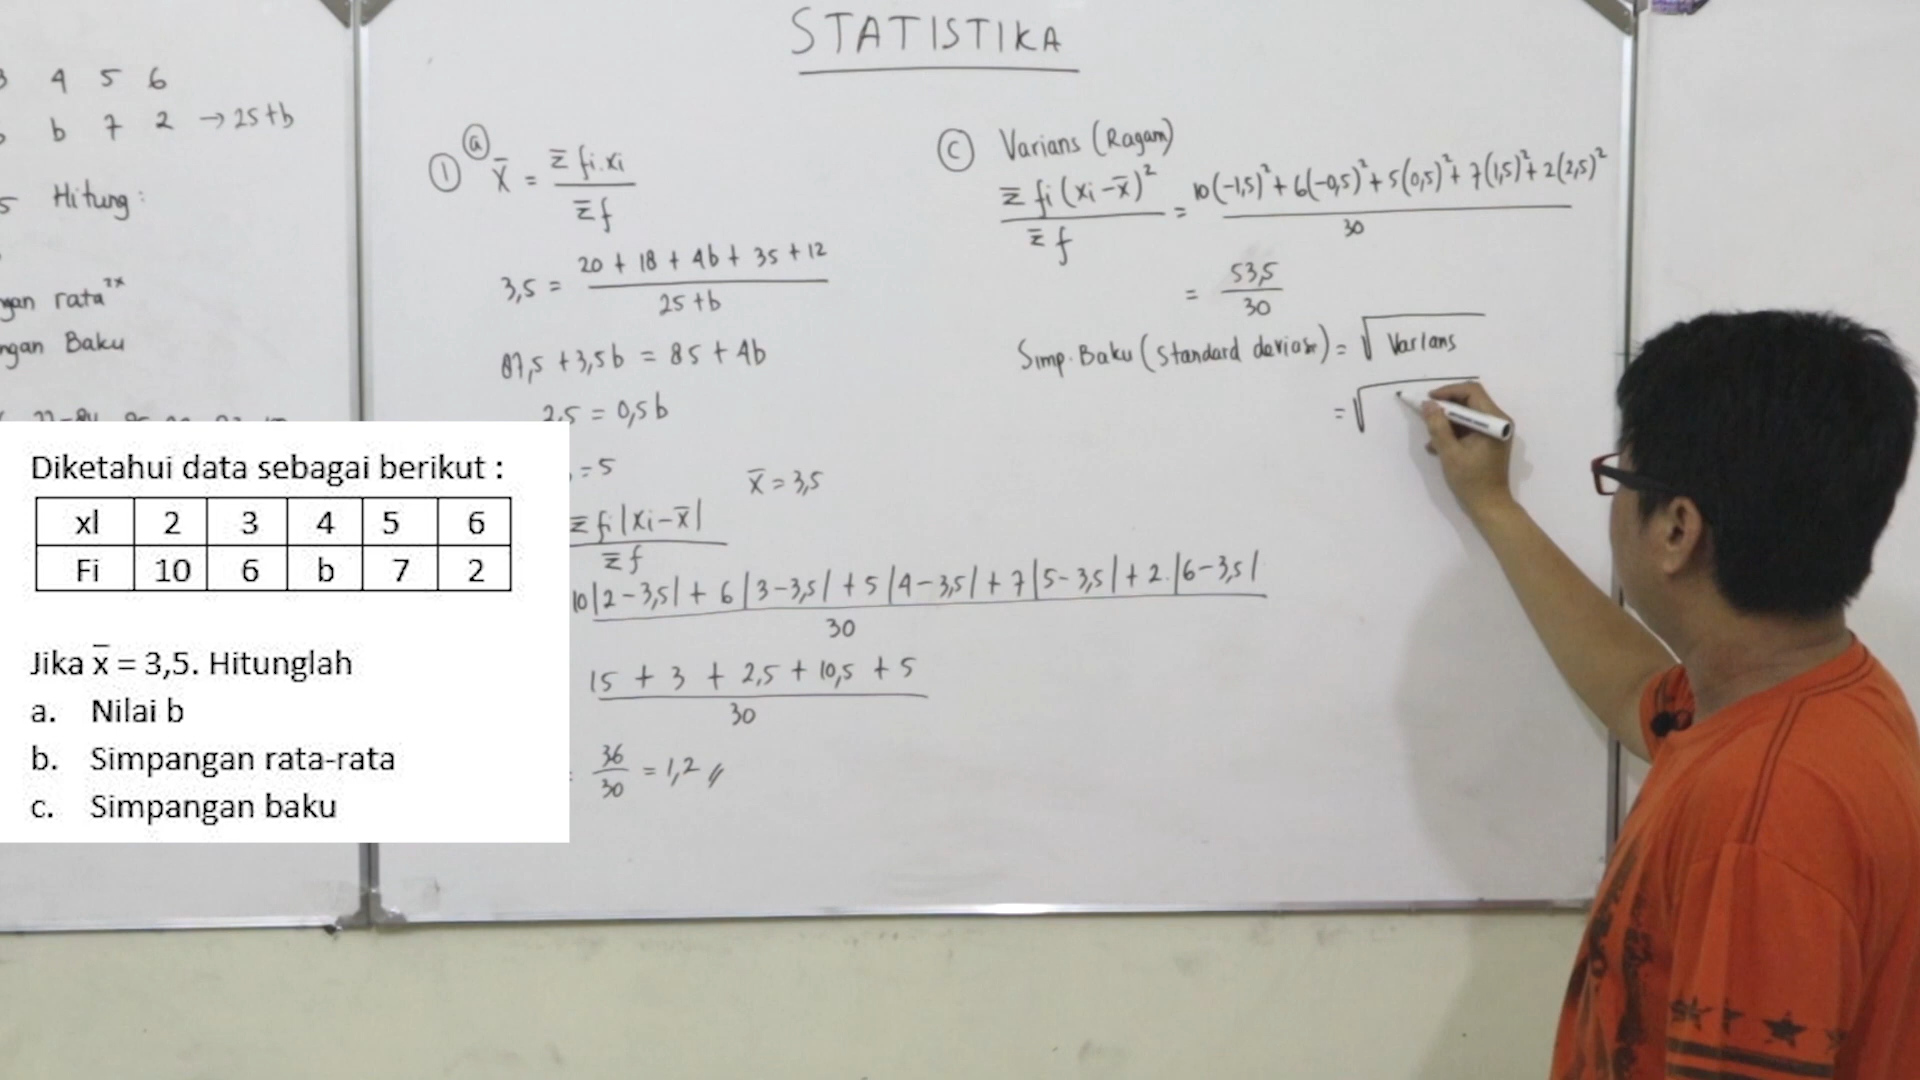 STATISTIKA
3 4 5 6
b 7 2 → 25+b
5 Hitung:
rata²ˣ
Baku
① ⓐ x̄ = Σ fi.xi / Σf
3,5 = 20 + 18 + 4b + 35 + 12 / 25+b
87,5 + 3,5b = 85 + 4b
2,5 = 0,5b
= 5
x̄ = 3,5
Σ fi|xi-x̄| / Σf
10|2-3,5| + 6|3-3,5| + 5|4-3,5| + 7|5-3,5| + 2.|6-3,5| / 30
15 + 3 + 2,5 + 10,5 + 5 / 30
= 36/30 = 1,2 //
ⓒ Varians (Ragam)
Σ fi(xi-x̄)² / Σf = 10(-1,5)² + 6(-0,5)² + 5(0,5)² + 7(1,5)² + 2(2,5)² / 30
= 53,5 / 30
Simp. Baku (Standard deviasi) = √Varians
= √
Diketahui data sebagai berikut :
xl 2 3 4 5 6
Fi 10 6 b 7 2
Jika x̄ = 3,5. Hitunglah
a. Nilai b
b. Simpangan rata-rata
c. Simpangan baku